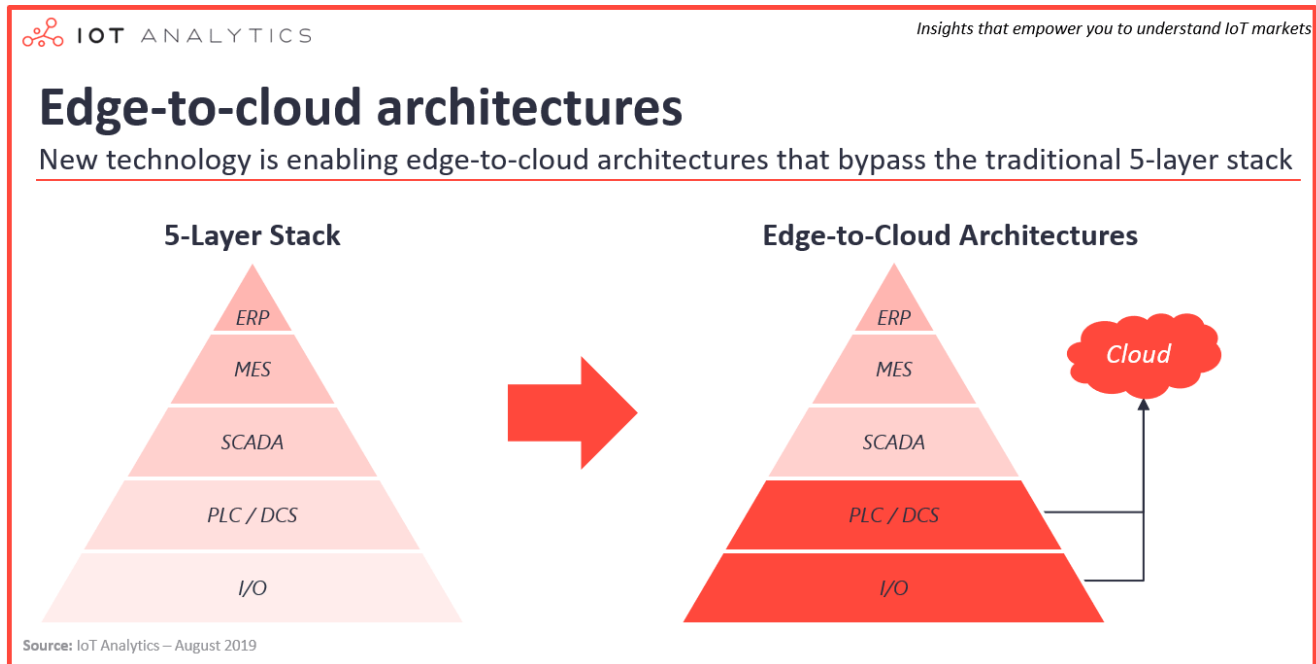 IOT ANALYTICS
Insights that empower you to understand IoT markets
Edge-to-cloud architectures
New technology is enabling edge-to-cloud architectures that bypass the traditional 5-layer stack
5-Layer Stack
ERP
MES
SCADA
PLC / DCS
I/O
Edge-to-Cloud Architectures
ERP
MES
SCADA
PLC / DCS
I/O
Cloud
Source: IoT Analytics – August 2019